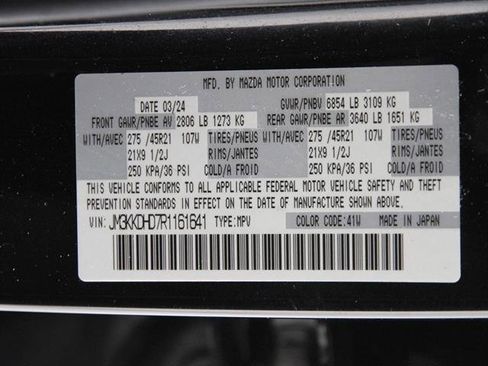 MFD. BY MAZDA MOTOR CORPORATION
DATE 03/24 GVWR/PNBV 6854 LB 3109 KG
FRONT GAWR/PNBE AV 2806 LB 1273 KG REAR GAWR/PNBE AR 3640 LB 1651 KG
WITH/AVEC 275 /45R21 107W TIRES/PNEUS WITH/AVEC 275 /45R21 107W TIRES/PNEUS
21X9 1/2J RIMS/JANTES 21X9 1/2J RIMS/JANTES
250 KPA/36 PSI COLD/A FROID 250 KPA/36 PSI COLD/A FROID
THIS VEHICLE CONFORMS TO ALL APPLICABLE FEDERAL MOTOR VEHICLE SAFETY AND THEFT
PREVENTION STANDARDS IN EFFECT ON THE DATE OF MANUFACTURE SHOWN ABOVE.
VIN: JM3KKDHD7R1161641 TYPE: MPV COLOR CODE: 41W MADE IN JAPAN